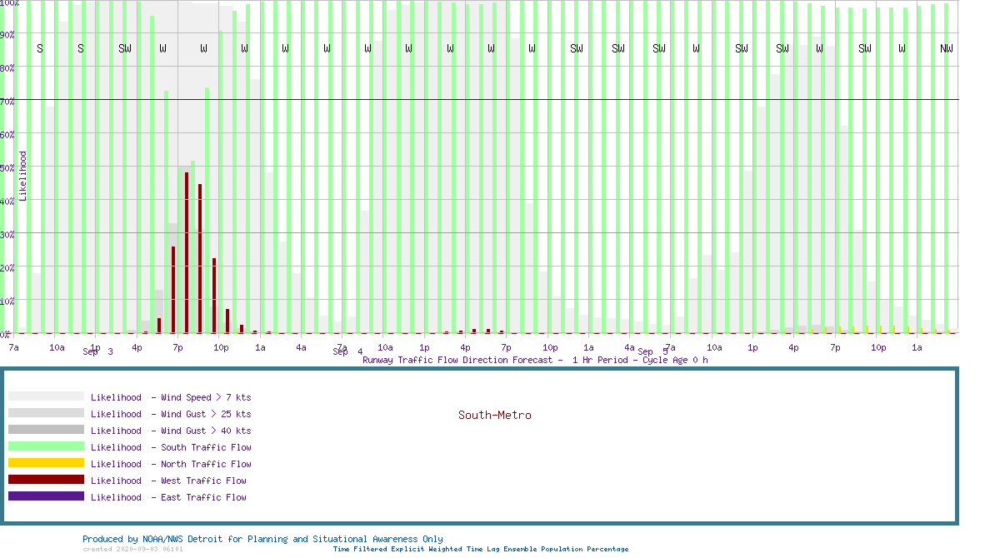 100%
90%
S S SW W W W W W W W W W W SW SW SW W SW SW W SW W NW
80%
70%
60%
50%
Likelihood
40%
30%
20%
10%
0%
7a 10a 1p 4p 7p 10p 1a 4a 7a 10a 1p 4p 7p 10p 1a 4a 7a 10a 1p 4p 7p 10p 1a
Sep 3 Sep 4 Sep 5
Runway Traffic Flow Direction Forecast - 1 Hr Period - Cycle Age 0 h
Likelihood - Wind Speed > 7 kts
Likelihood - Wind Gust > 25 kts
South-Metro
Likelihood - Wind Gust > 40 kts
Likelihood - South Traffic Flow
Likelihood - North Traffic Flow
Likelihood - West Traffic Flow
Likelihood - East Traffic Flow
Produced by NOAA/NWS Detroit for Planning and Situational Awareness Only
created 2020-09-03 06:01
Time Filtered Explicit Weighted Time Lag Ensemble Population Percentage